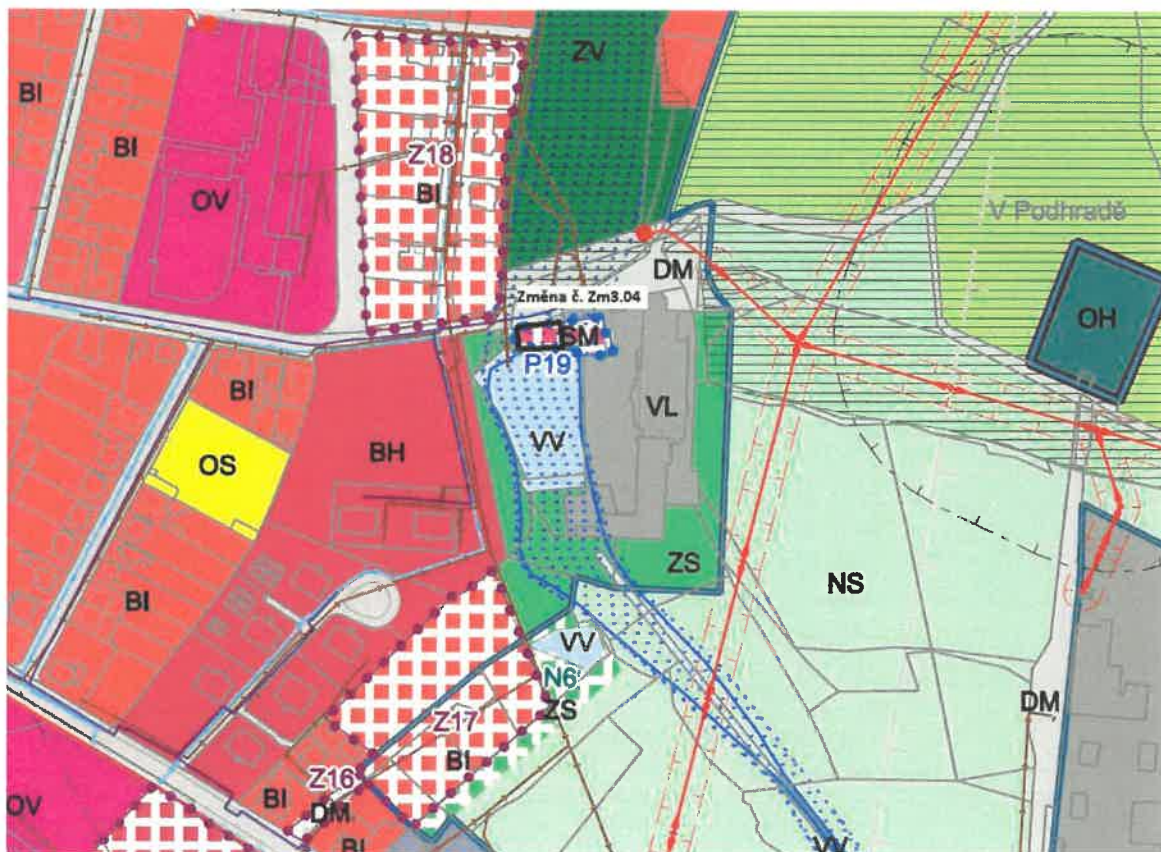 ZV
BI
BI
OV
Z18
BI
V Podhradě
DM
Změna č. Zm3.04
SM
P19
OH
BI
OS
BH
VV
VL
BI
ZS
NS
VV
N6
ZS
Z17
BI
DM
Z16
BI
DM
OV
BI
VV